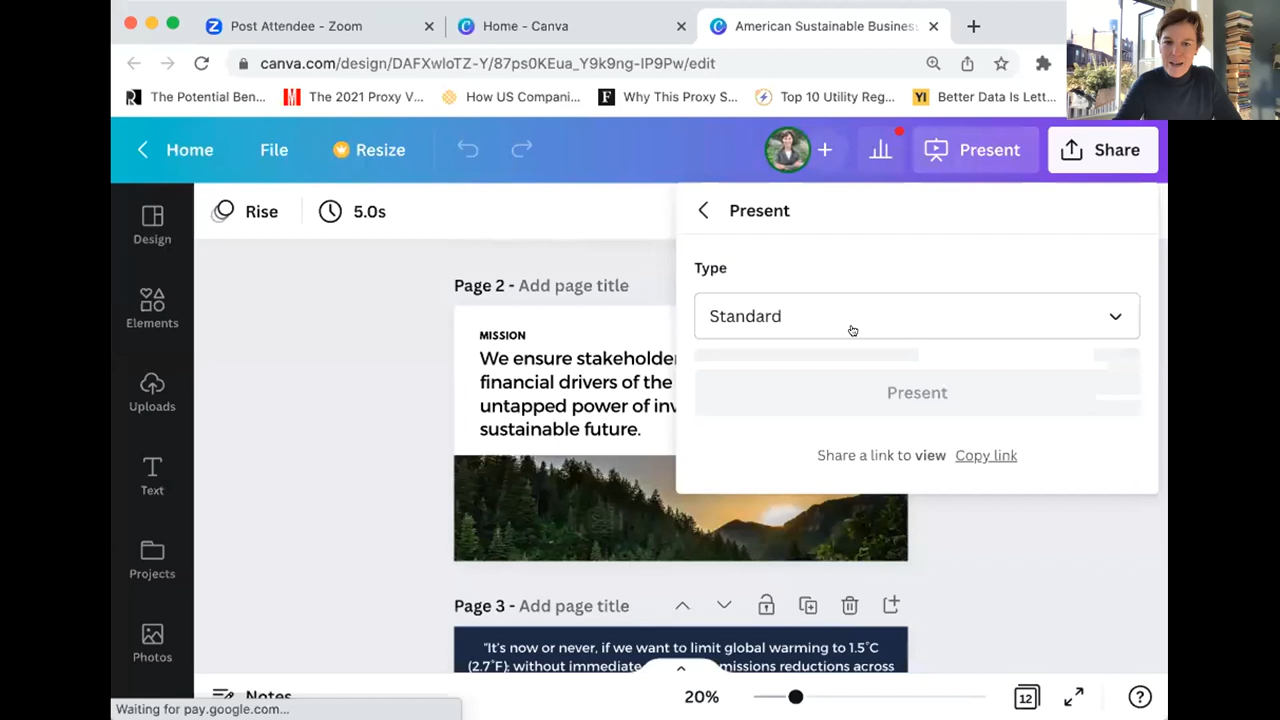 Post Attendee - Zoom
Home - Canva
American Sustainable Business
canva.com/design/DAFXwloTZ-Y/87ps0KEua_Y9k9ng-IP9Pw/edit
The Potential Ben...
The 2021 Proxy V...
How US Compani...
F
Why This Proxy S...
Top 10 Utility Reg...
YI
Better Data Is Lett...
Home
File
Resize
Present
Share
Rise
5.0s
Present
Design
Type
Standard
Elements
Page 2 - Add page title
MISSION
We ensure stakeholder
financial drivers of the
untapped power of inv
sustainable future.
Present
Uploads
Share a link to view Copy link
Text
Projects
Page 3 - Add page title
"It's now or never, if we want to limit global warming to 1.5°C
(2.7°F); without immediate missions reductions across
Photos
Notes
20%
12
Waiting for pay.google.com...